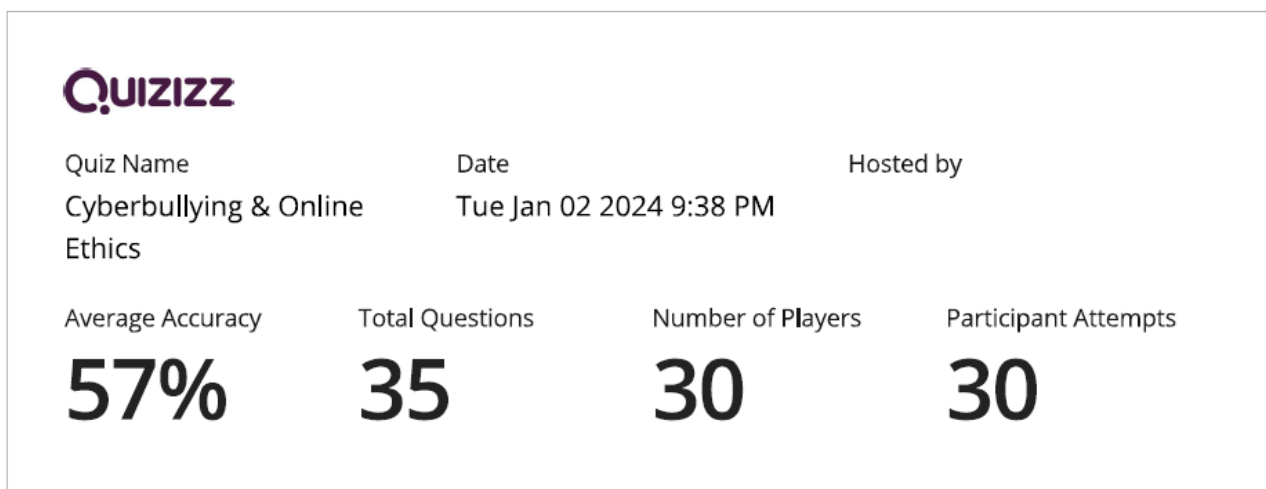 Quizizz
Quiz Name
Cyberbullying & Online
Ethics
Date
Tue Jan 02 2024 9:38 PM
Hosted by
Average Accuracy
57%
Total Questions
35
Number of Players
30
Participant Attempts
30